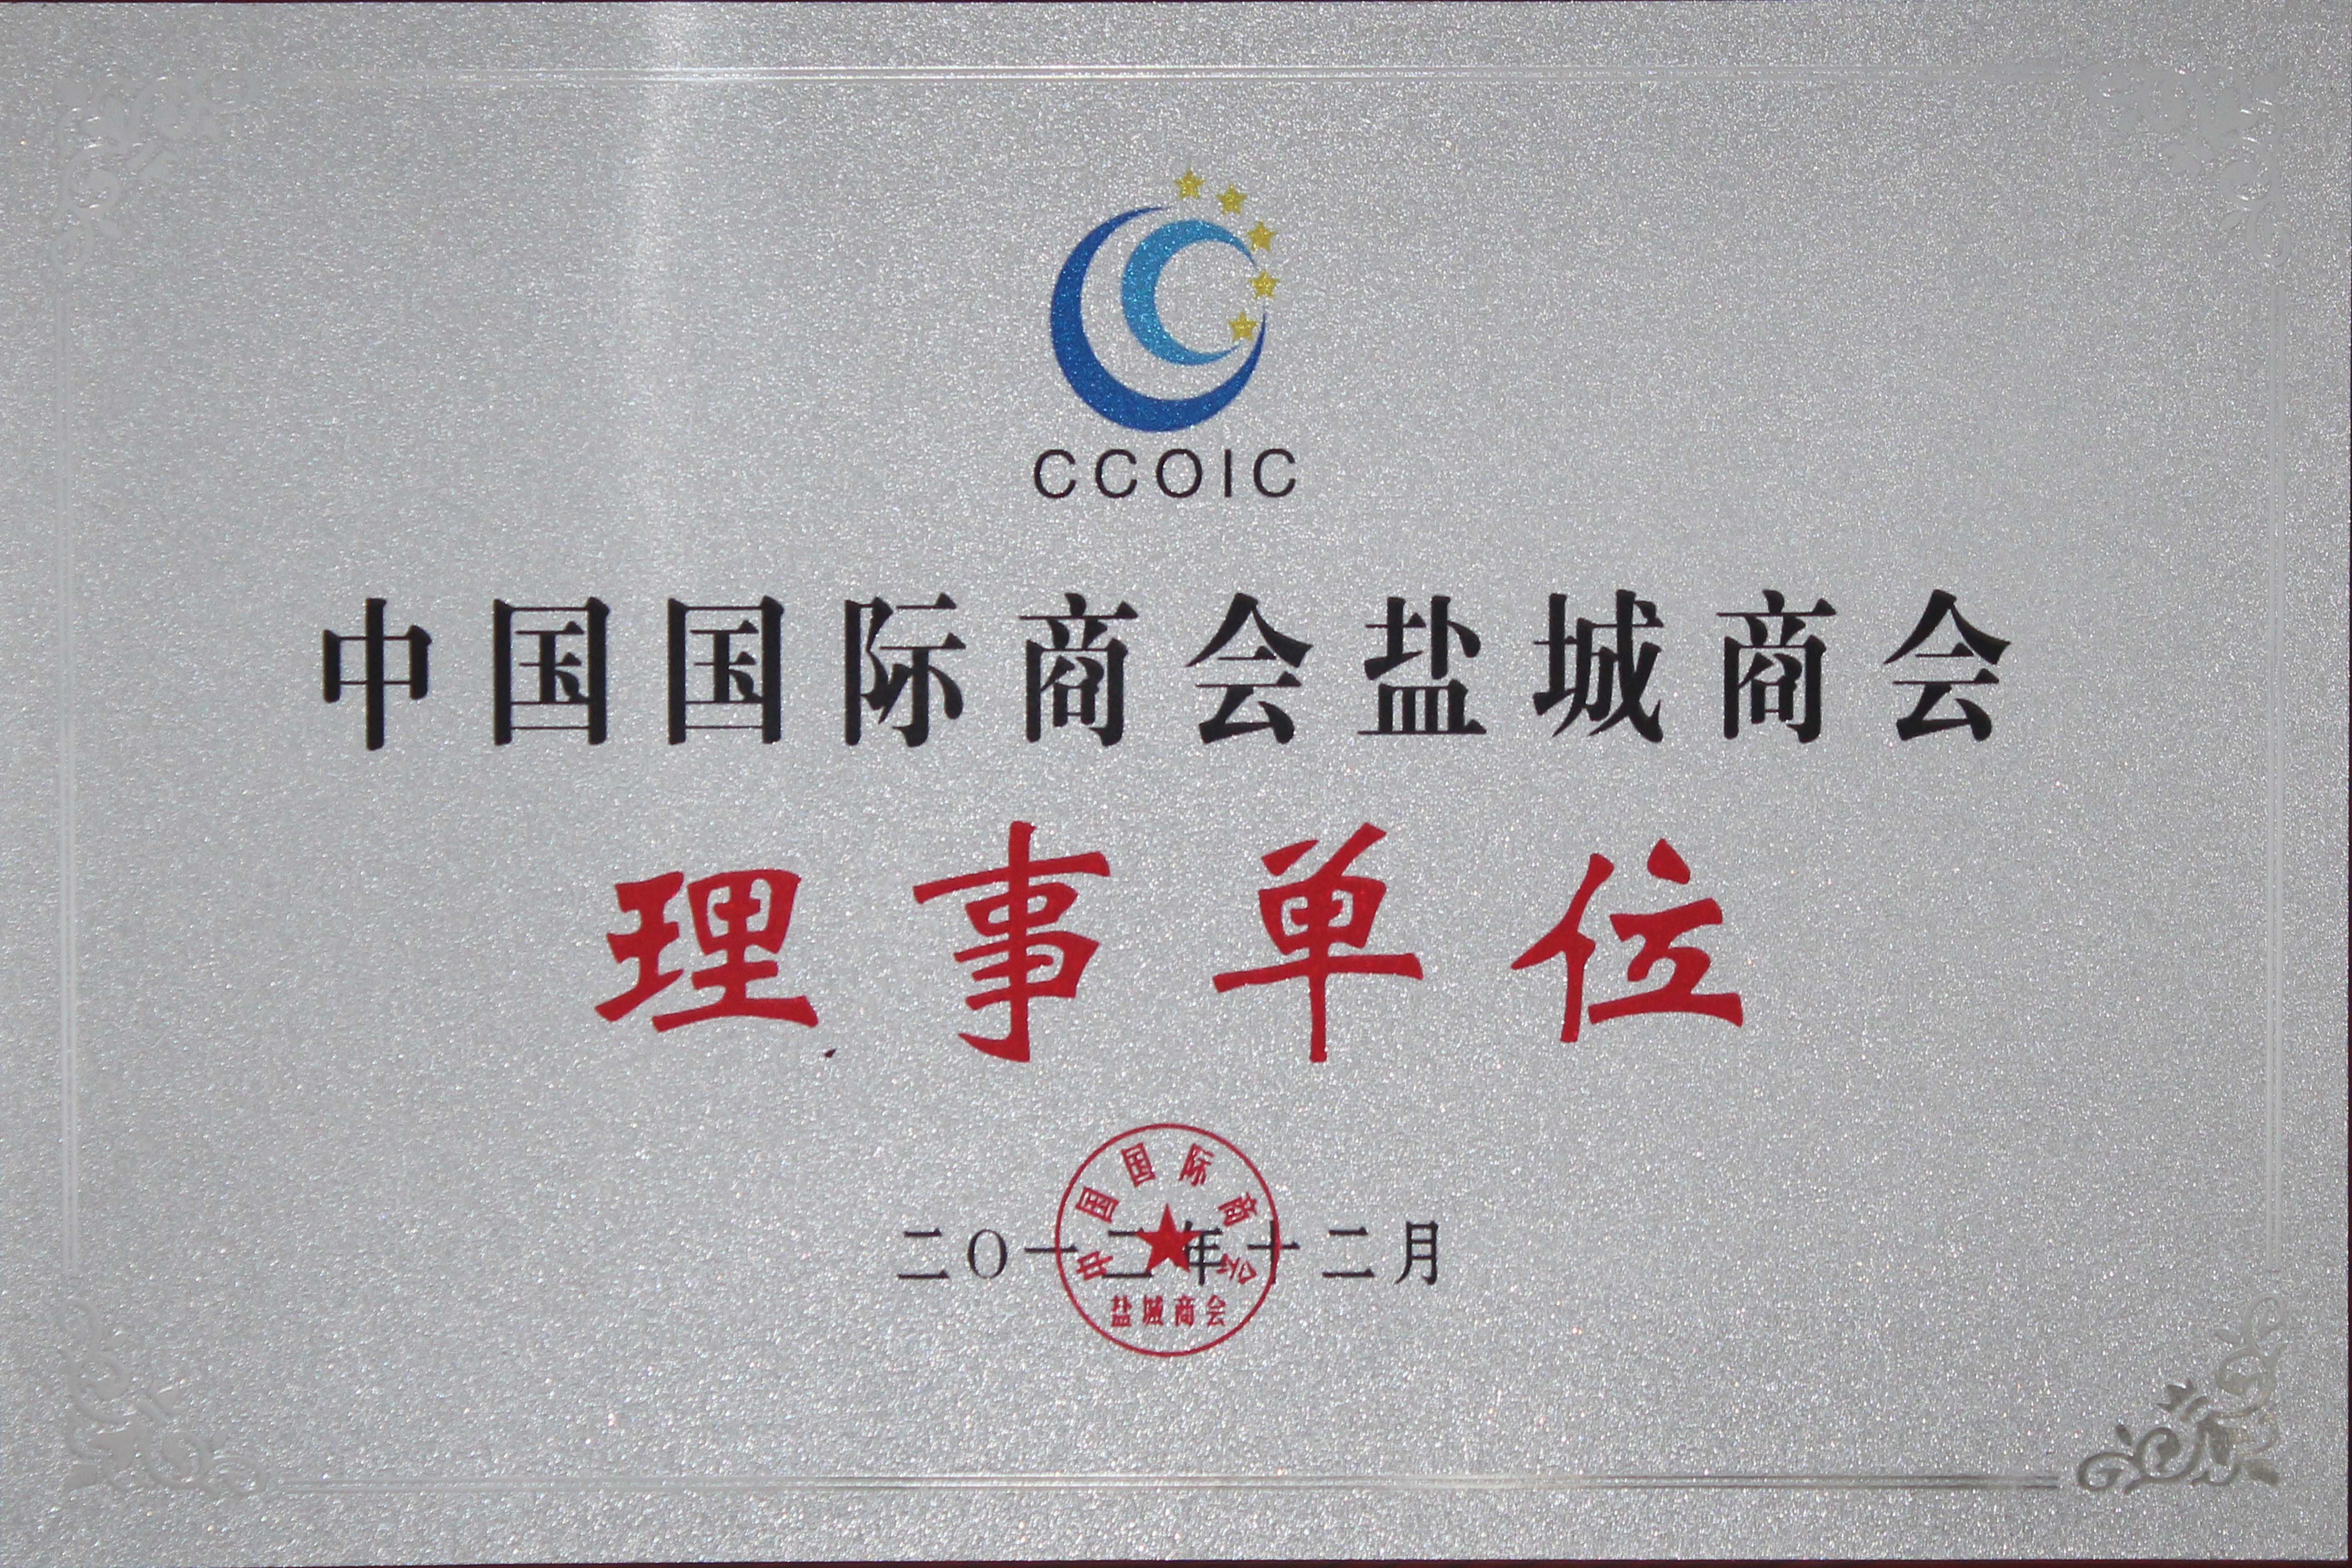 CCOIC
中国国际商会盐城商会
理事单位
二〇一二年十二月
中国国际商会
盐城商会